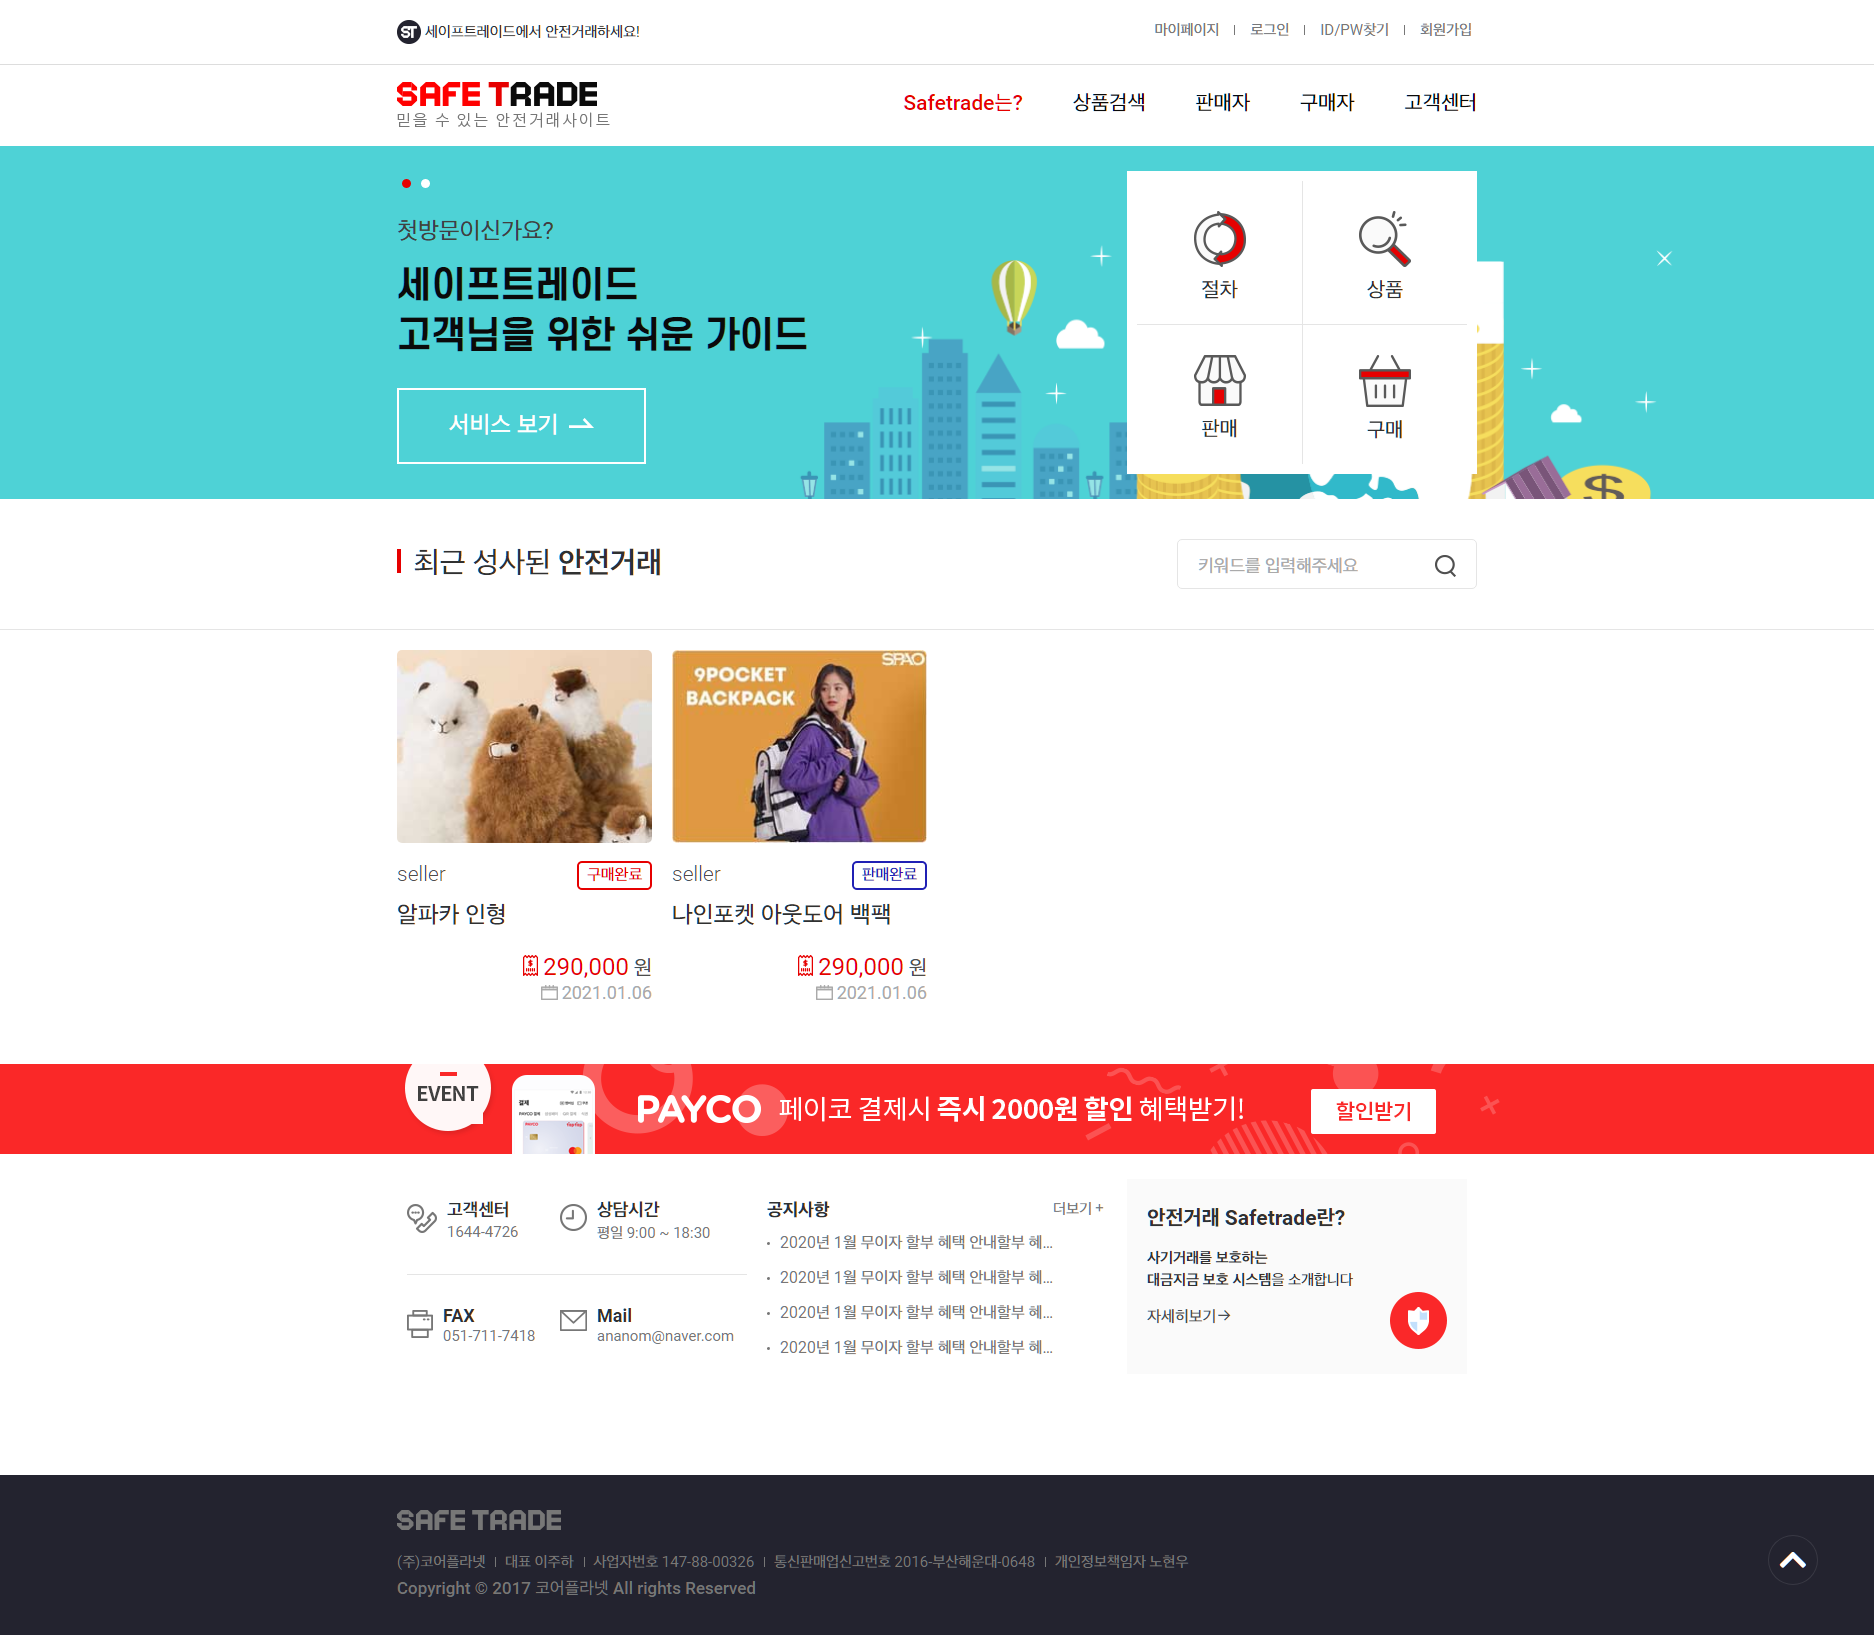 ST 세이프트레이드에서 안전거래하세요!
마이페이지 | 로그인 | ID/PW찾기 | 회원가입
SAFE TRADE
믿을 수 있는 안전거래사이트
Safetrade는? 상품검색 판매자 구매자 고객센터
첫방문이신가요?
세이프트레이드
고객님을 위한 쉬운 가이드
서비스 보기
절차
상품
판매
구매
최근 성사된 안전거래
키워드를 입력해주세요
SPAO
9POCKET
BACKPACK
seller 구매완료
알파카 인형
290,000 원
2021.01.06
seller 판매완료
나인포켓 아웃도어 백팩
290,000 원
2021.01.06
EVENT
PAYCO 페이코 결제시 즉시 2000원 할인 혜택받기!
할인받기
고객센터
1644-4726
상담시간
평일 9:00 ~ 18:30
FAX
051-711-7418
Mail
ananom@naver.com
공지사항 더보기 +
· 2020년 1월 무이자 할부 혜택 안내할부 혜...
· 2020년 1월 무이자 할부 혜택 안내할부 혜...
· 2020년 1월 무이자 할부 혜택 안내할부 혜...
· 2020년 1월 무이자 할부 혜택 안내할부 혜...
안전거래 Safetrade란?
사기거래를 보호하는
대금지금 보호 시스템을 소개합니다
자세히보기
SAFE TRADE
(주)코어플라넷 | 대표 이주하 | 사업자번호 147-88-00326 | 통신판매업신고번호 2016-부산해운대-0648 | 개인정보책임자 노현우
Copyright © 2017 코어플라넷 All rights Reserved